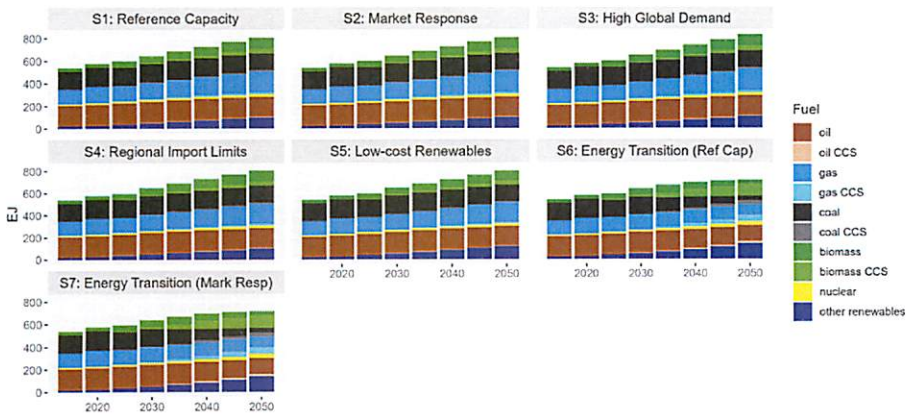 S1: Reference Capacity
S2: Market Response
S3: High Global Demand
800
600
400
200
0
S4: Regional Import Limits
S5: Low-cost Renewables
S6: Energy Transition (Ref Cap)
EJ
800
600
400
200
0
2020 2030 2040 2050
2020 2030 2040 2050
S7: Energy Transition (Mark Resp)
800
600
400
200
0
2020 2030 2040 2050
Fuel
oil
oil CCS
gas
gas CCS
coal
coal CCS
biomass
biomass CCS
nuclear
other renewables